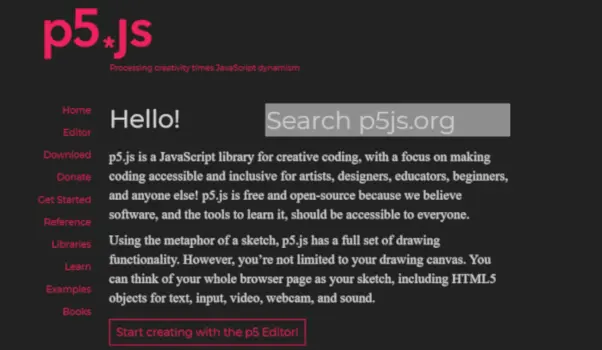 p5.js
Processing creativity times JavaScript dynamism
Home
Editor
Download
Donate
Get Started
Reference
Libraries
Learn
Examples
Books
Hello!
Search p5js.org
p5.js is a JavaScript library for creative coding, with a focus on making
coding accessible and inclusive for artists, designers, educators, beginners,
and anyone else! p5.js is free and open-source because we believe
software, and the tools to learn it, should be accessible to everyone.
Using the metaphor of a sketch, p5.js has a full set of drawing
functionality. However, you’re not limited to your drawing canvas. You
can think of your whole browser page as your sketch, including HTML5
objects for text, input, video, webcam, and sound.
Start creating with the p5 Editor!